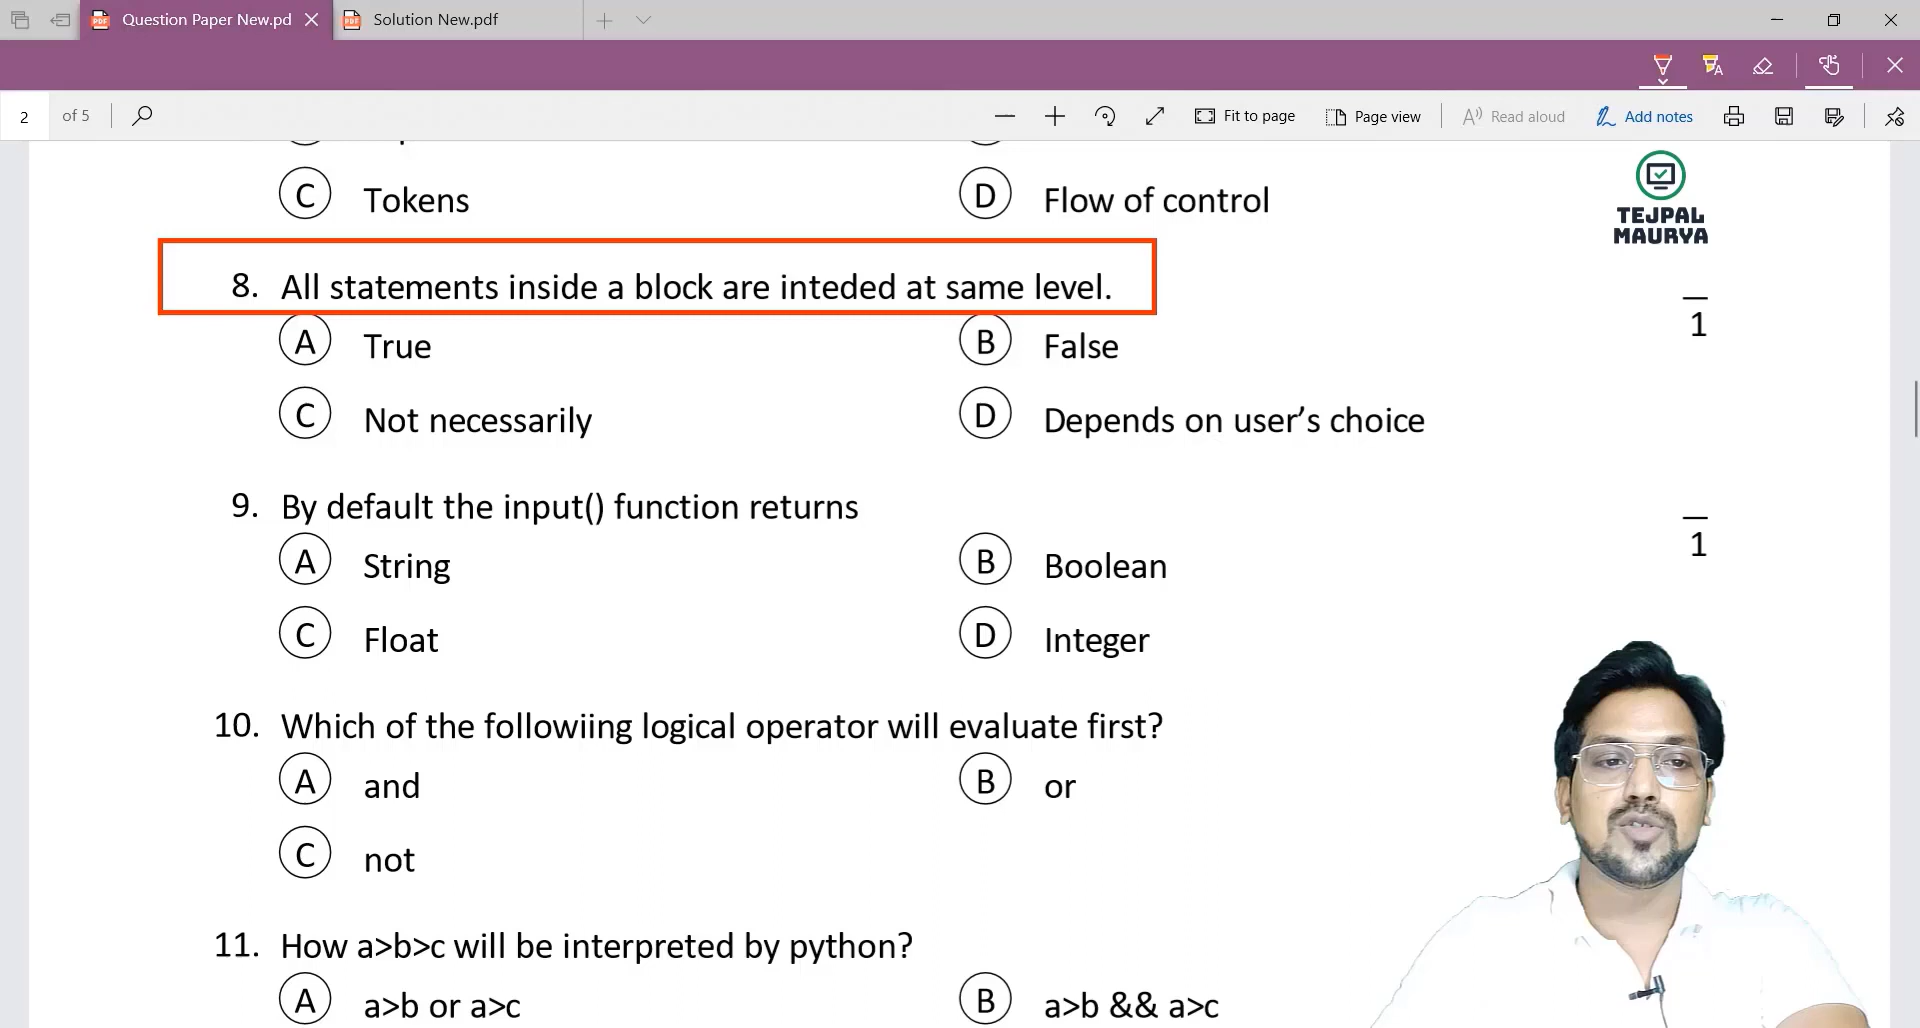 Question Paper New.pd
Solution New.pdf
2 of 5
Fit to page
Page view
Read aloud
Add notes
C Tokens
D Flow of control
TEJPAL
MAURYA
8. All statements inside a block are inteded at same level.
1
A True
B False
C Not necessarily
D Depends on user’s choice
9. By default the input() function returns
1
A String
B Boolean
C Float
D Integer
10. Which of the followiing logical operator will evaluate first?
A and
B or
C not
11. How a>b>c will be interpreted by python?
A a>b or a>c
B a>b && a>c